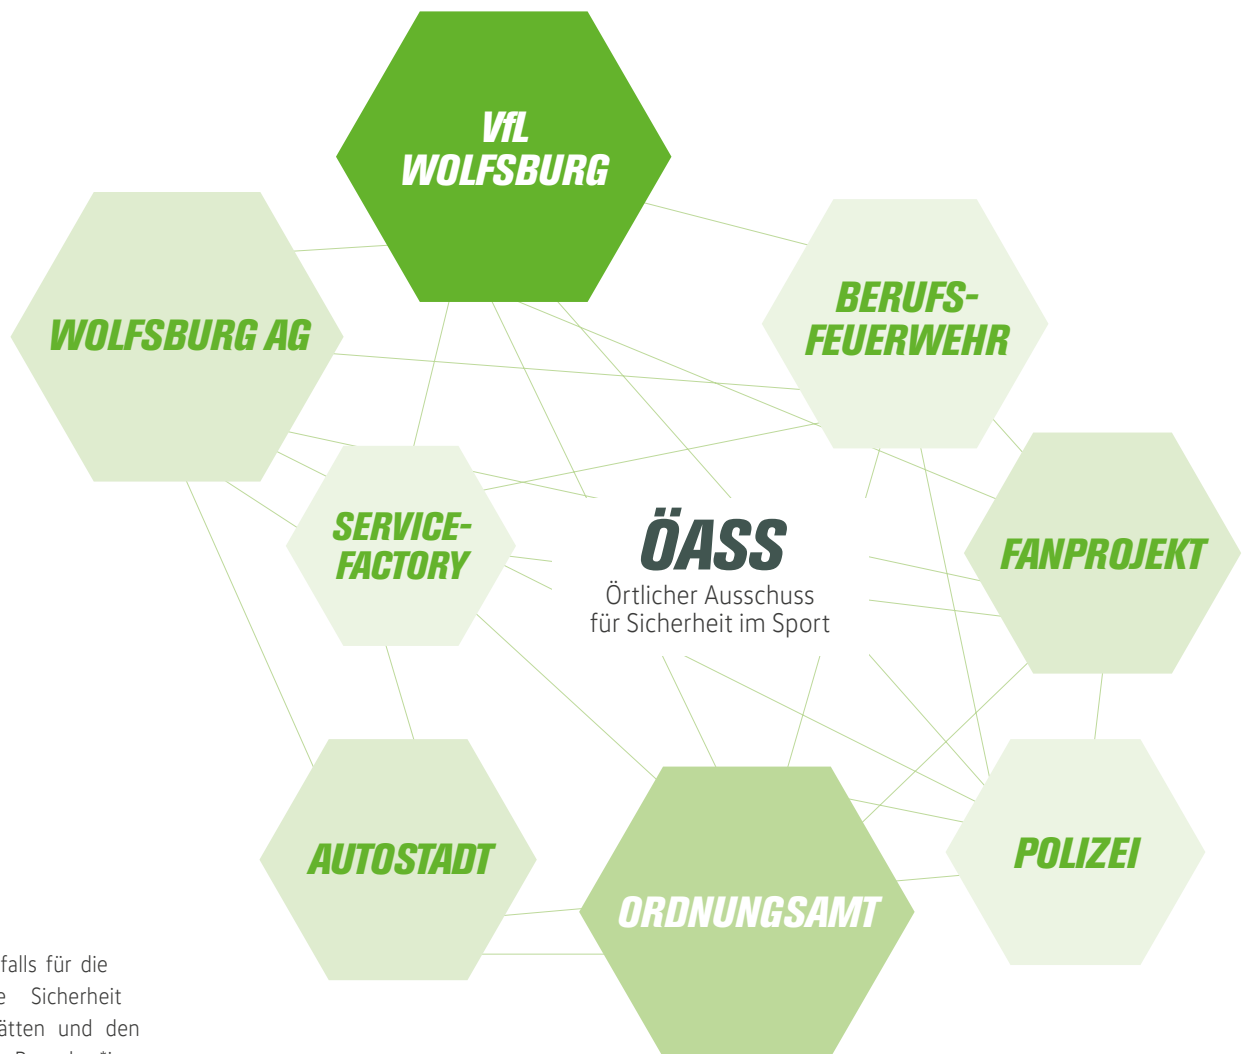 VfL
WOLFSBURG
WOLFSBURG AG
BERUFS-
FEUERWEHR
SERVICE-
FACTORY
ÖASS
Örtlicher Ausschuss
für Sicherheit im Sport
FANPROJEKT
AUTOSTADT
ORDNUNGSAMT
POLIZEI
falls für die
e Sicherheit
ätten und den